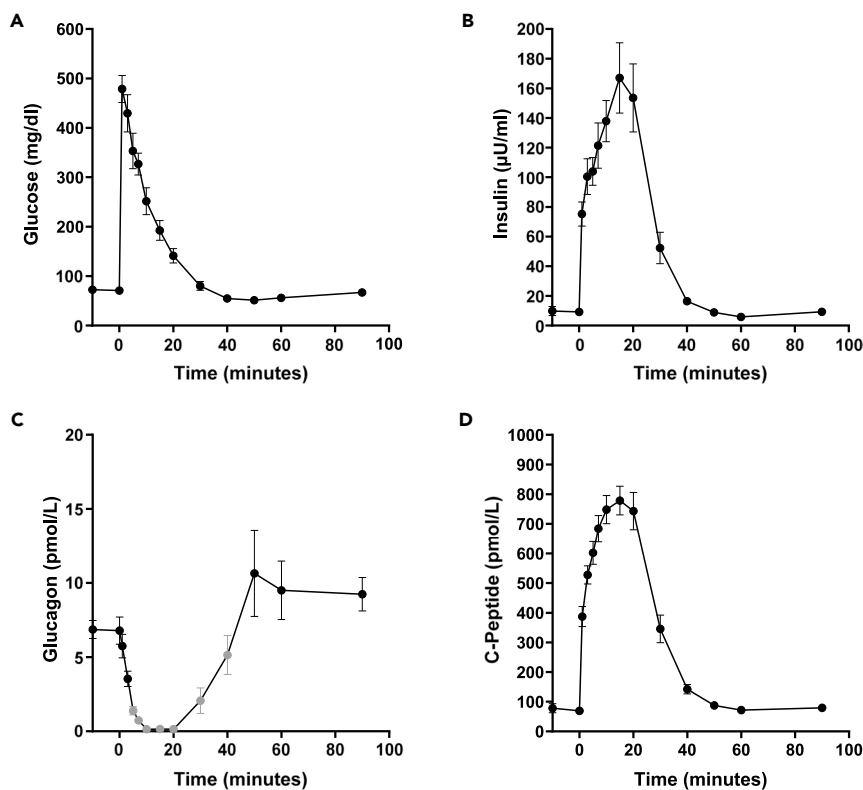 A
Glucose (mg/dl)
600
500
400
300
200
100
0
0 20 40 60 80 100
Time (minutes)
B
Insulin (µU/ml)
200
180
160
140
120
100
80
60
40
20
0
0 20 40 60 80 100
Time (minutes)
C
Glucagon (pmol/L)
20
15
10
5
0
0 20 40 60 80 100
Time (minutes)
D
C-Peptide (pmol/L)
1000
900
800
700
600
500
400
300
200
100
0
0 20 40 60 80 100
Time (minutes)